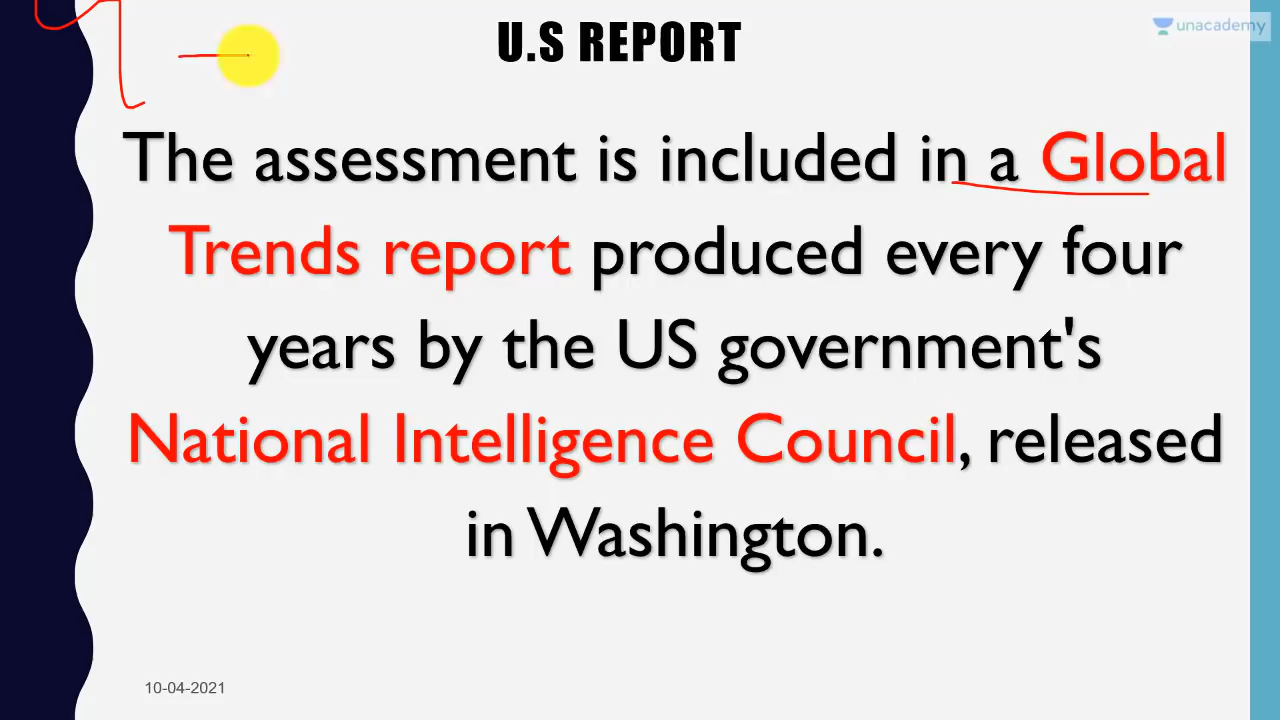 U.S REPORT
unacademy
The assessment is included in a Global
Trends report produced every four
years by the US government's
National Intelligence Council, released
in Washington.
10-04-2021